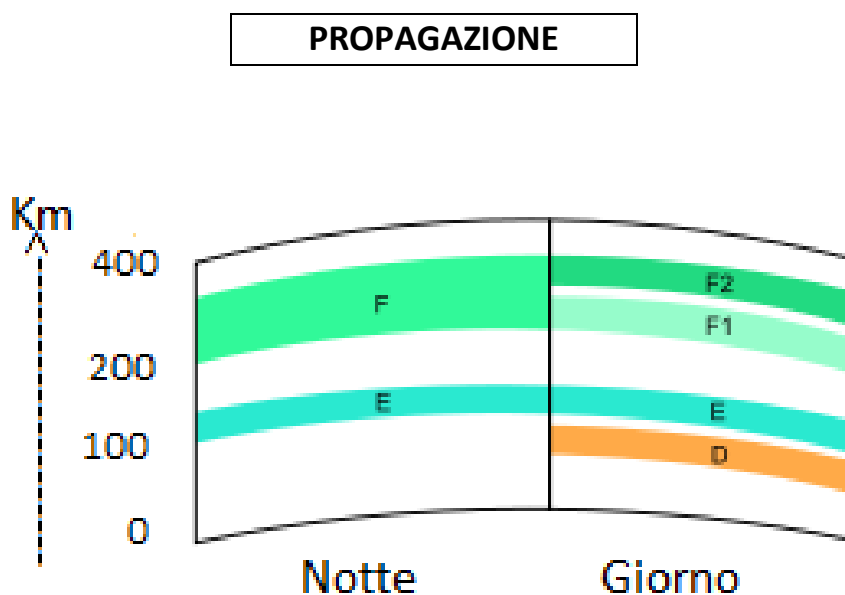 PROPAGAZIONE
Km
400
200
100
0
F
E
F2
F1
E
D
Notte
Giorno